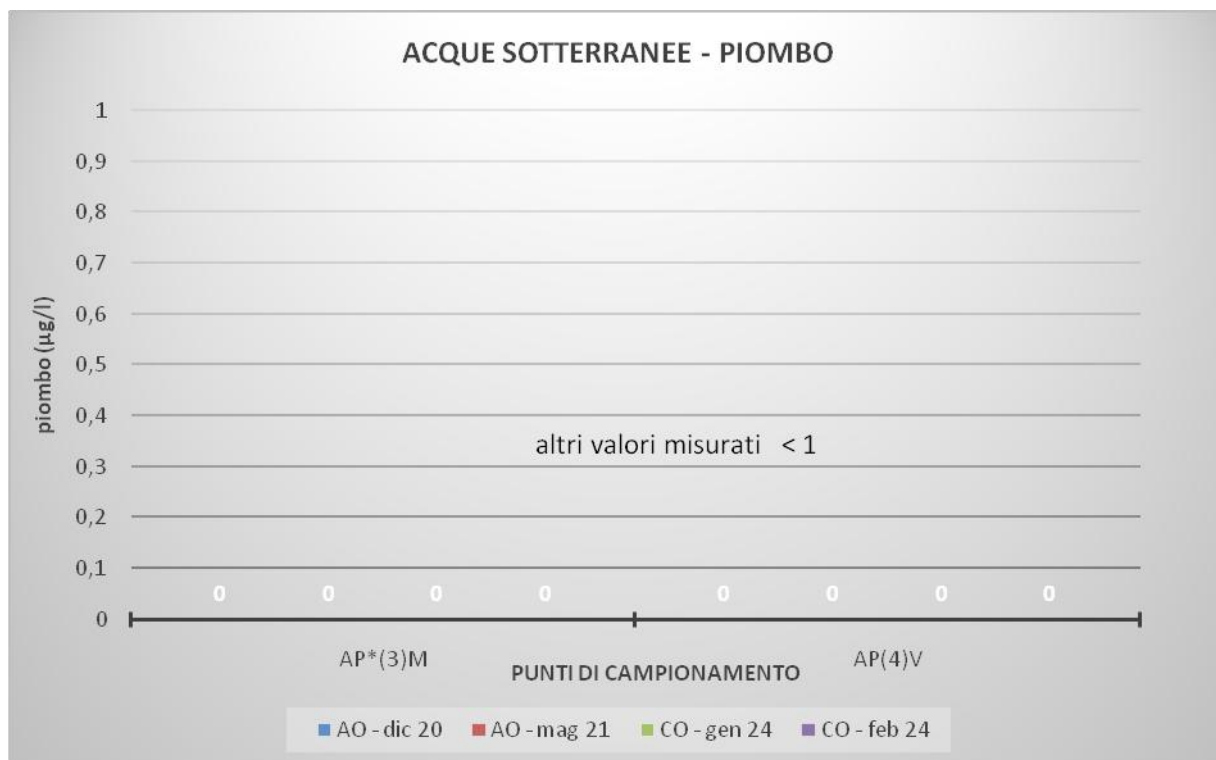 ACQUE SOTTERRANEE - PIOMBO
piombo (µg/l)
1
0,9
0,8
0,7
0,6
0,5
0,4
0,3
0,2
0,1
0
altri valori misurati < 1
0 0 0 0 0 0 0 0
AP*(3)M AP(4)V
PUNTI DI CAMPIONAMENTO
AO - dic 20 AO - mag 21 CO - gen 24 CO - feb 24